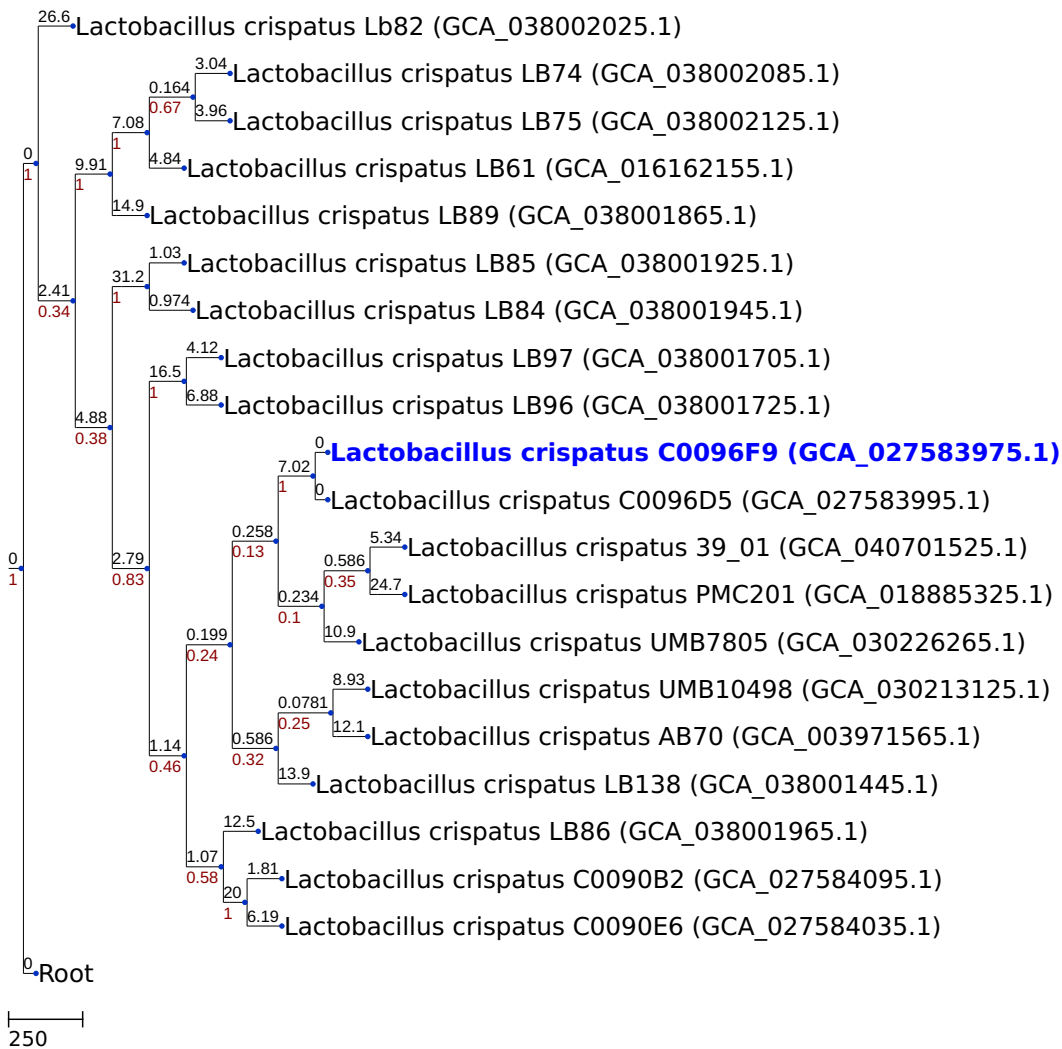 26.6
Lactobacillus crispatus Lb82 (GCA_038002025.1)
3.04
Lactobacillus crispatus LB74 (GCA_038002085.1)
0.164
0.67
3.96
Lactobacillus crispatus LB75 (GCA_038002125.1)
7.08
1
4.84
Lactobacillus crispatus LB61 (GCA_016162155.1)
0
1
9.91
1
14.9
Lactobacillus crispatus LB89 (GCA_038001865.1)
1.03
Lactobacillus crispatus LB85 (GCA_038001925.1)
31.2
1
0.974
Lactobacillus crispatus LB84 (GCA_038001945.1)
2.41
0.34
4.12
Lactobacillus crispatus LB97 (GCA_038001705.1)
16.5
1
6.88
Lactobacillus crispatus LB96 (GCA_038001725.1)
4.88
0.38
0
Lactobacillus crispatus C0096F9 (GCA_027583975.1)
7.02
1
0
Lactobacillus crispatus C0096D5 (GCA_027583995.1)
0.258
0.13
5.34
Lactobacillus crispatus 39_01 (GCA_040701525.1)
0
1
2.79
0.83
0.586
0.35
24.7
Lactobacillus crispatus PMC201 (GCA_018885325.1)
0.234
0.1
10.9
Lactobacillus crispatus UMB7805 (GCA_030226265.1)
0.199
0.24
8.93
Lactobacillus crispatus UMB10498 (GCA_030213125.1)
0.0781
0.25
12.1
Lactobacillus crispatus AB70 (GCA_003971565.1)
1.14
0.46
0.586
0.32
13.9
Lactobacillus crispatus LB138 (GCA_038001445.1)
12.5
Lactobacillus crispatus LB86 (GCA_038001965.1)
1.07
0.58
1.81
Lactobacillus crispatus C0090B2 (GCA_027584095.1)
20
1
6.19
Lactobacillus crispatus C0090E6 (GCA_027584035.1)
0
Root
250